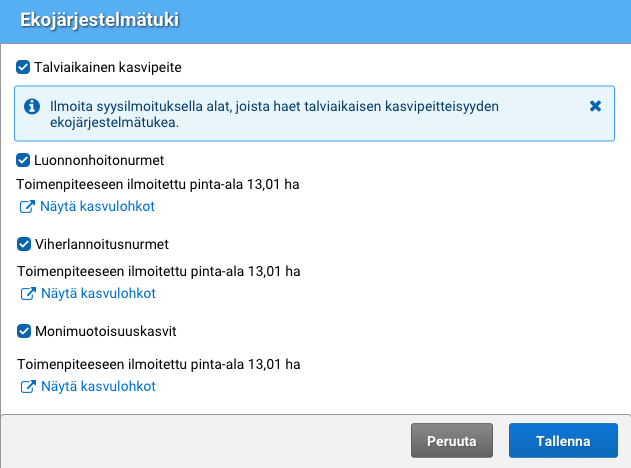 Ekojärjestelmätuki
Talviaikainen kasvipeite
Ilmoita syysilmoituksella alat, joista haet talviaikaisen kasvipeitteisyyden
ekojärjestelmätukea.
Luonnonhoitonurmet
Toimenpiteeseen ilmoitettu pinta-ala 13,01 ha
Näytä kasvulohkot
Viherlannoitusnurmet
Toimenpiteeseen ilmoitettu pinta-ala 13,01 ha
Näytä kasvulohkot
Monimuotoisuuskasvit
Toimenpiteeseen ilmoitettu pinta-ala 13,01 ha
Näytä kasvulohkot
Peruuta Tallenna